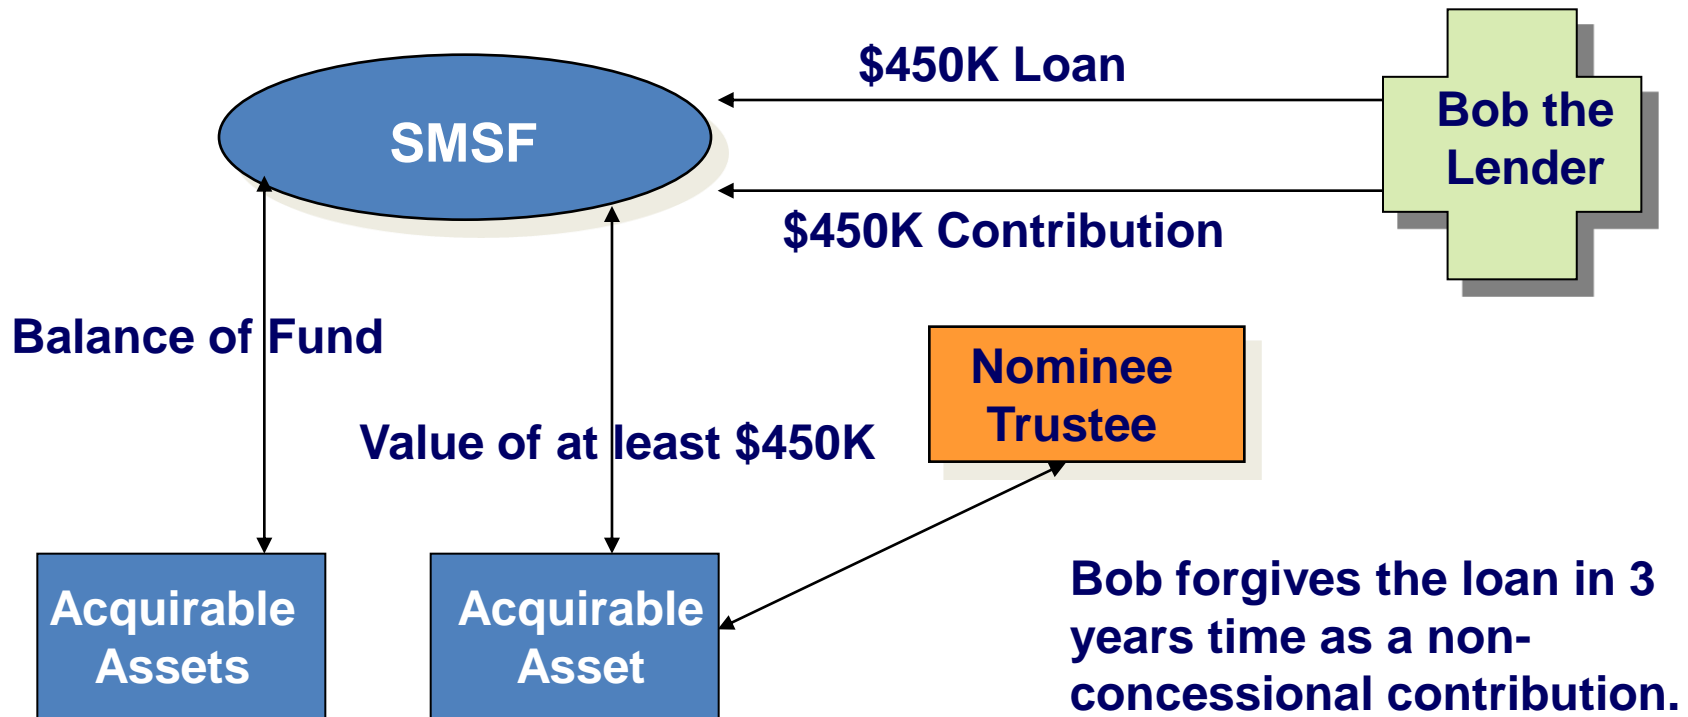 $450K Loan
Bob the
Lender
SMSF
$450K Contribution
Balance of Fund
Nominee
Trustee
Value of at least $450K
Acquirable
Assets
Acquirable
Asset
Bob forgives the loan in 3
years time as a non-
concessional contribution.